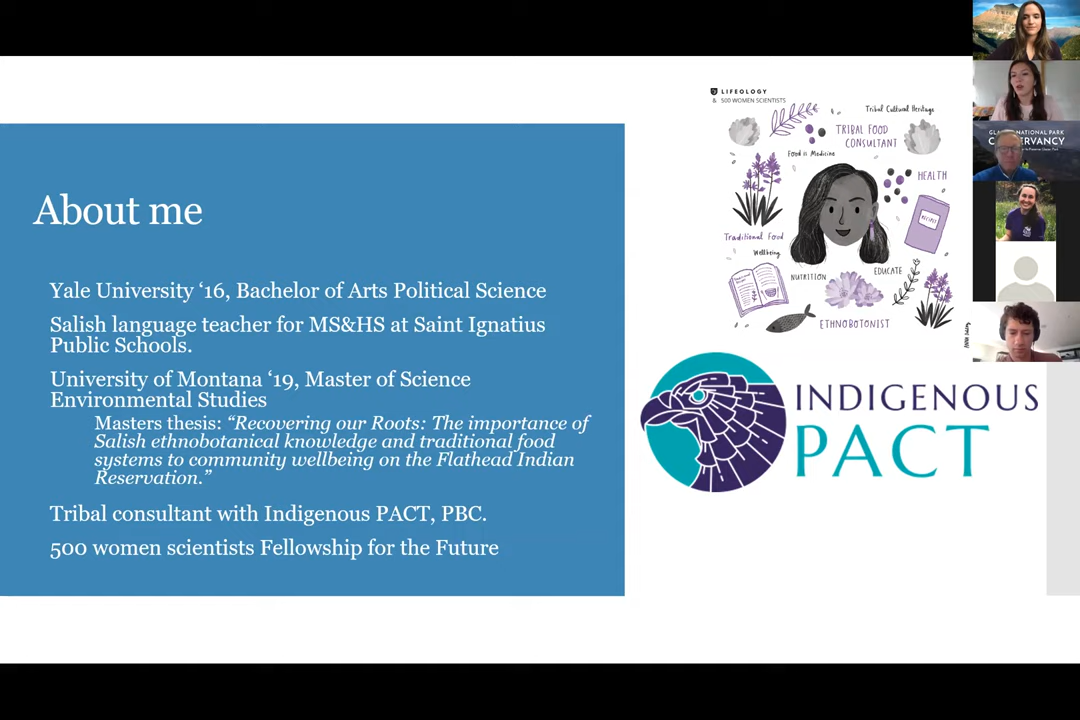 About me
Yale University ‘16, Bachelor of Arts Political Science
Salish language teacher for MS&HS at Saint Ignatius
Public Schools.
University of Montana ‘19, Master of Science
Environmental Studies
Masters thesis: “Recovering our Roots: The importance of
Salish ethnobotanical knowledge and traditional food
systems to community wellbeing on the Flathead Indian
Reservation.”
Tribal consultant with Indigenous PACT, PBC.
500 women scientists Fellowship for the Future
LIFEOLOGY
& 500 WOMEN SCIENTISTS
Tribal Cultural Heritage
TRIBAL FOOD
CONSULTANT
Food is Medicine
HEALTH
Traditional Food
Wellbeing
NUTRITION
EDUCATE
ETHNOBOTONIST
INDIGENOUS
PACT
NATIONAL PARK